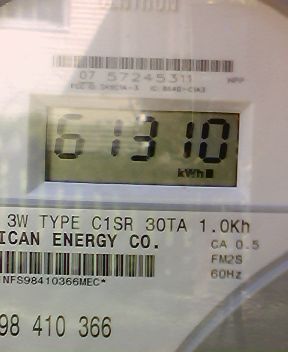 CENTRON
07 57245311
61310
kWh
3W TYPE C1SR 30TA 1.0Kh
ICAN ENERGY CO.
CA 0.5
FM2S
60Hz
NFS98410366MEC*
98 410 366